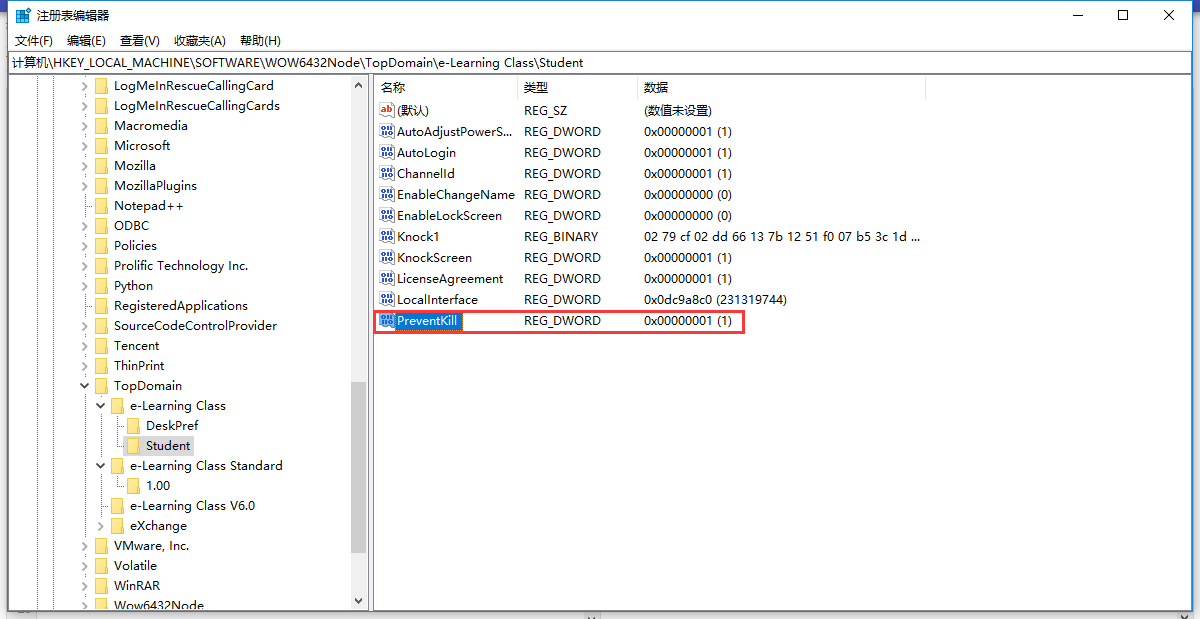 注册表编辑器
文件(F) 编辑(E) 查看(V) 收藏夹(A) 帮助(H)
计算机\HKEY_LOCAL_MACHINE\SOFTWARE\WOW6432Node\TopDomain\e-Learning Class\Student
LogMeInRescueCallingCard
LogMeInRescueCallingCards
Macromedia
Microsoft
Mozilla
MozillaPlugins
Notepad++
ODBC
Policies
Prolific Technology Inc.
Python
RegisteredApplications
SourceCodeControlProvider
Tencent
ThinPrint
TopDomain
e-Learning Class
DeskPref
Student
e-Learning Class Standard
1.00
e-Learning Class V6.0
eXchange
VMware, Inc.
Volatile
WinRAR
Wow6432Node
名称 类型 数据
(默认) REG_SZ (数值未设置)
AutoAdjustPowerS... REG_DWORD 0x00000001 (1)
AutoLogin REG_DWORD 0x00000001 (1)
ChannelId REG_DWORD 0x00000001 (1)
EnableChangeName REG_DWORD 0x00000000 (0)
EnableLockScreen REG_DWORD 0x00000000 (0)
Knock1 REG_BINARY 02 79 cf 02 dd 66 13 7b 12 51 f0 07 b5 3c 1d ...
KnockScreen REG_DWORD 0x00000001 (1)
LicenseAgreement REG_DWORD 0x00000001 (1)
LocalInterface REG_DWORD 0x0dc9a8c0 (231319744)
PreventKill REG_DWORD 0x00000001 (1)